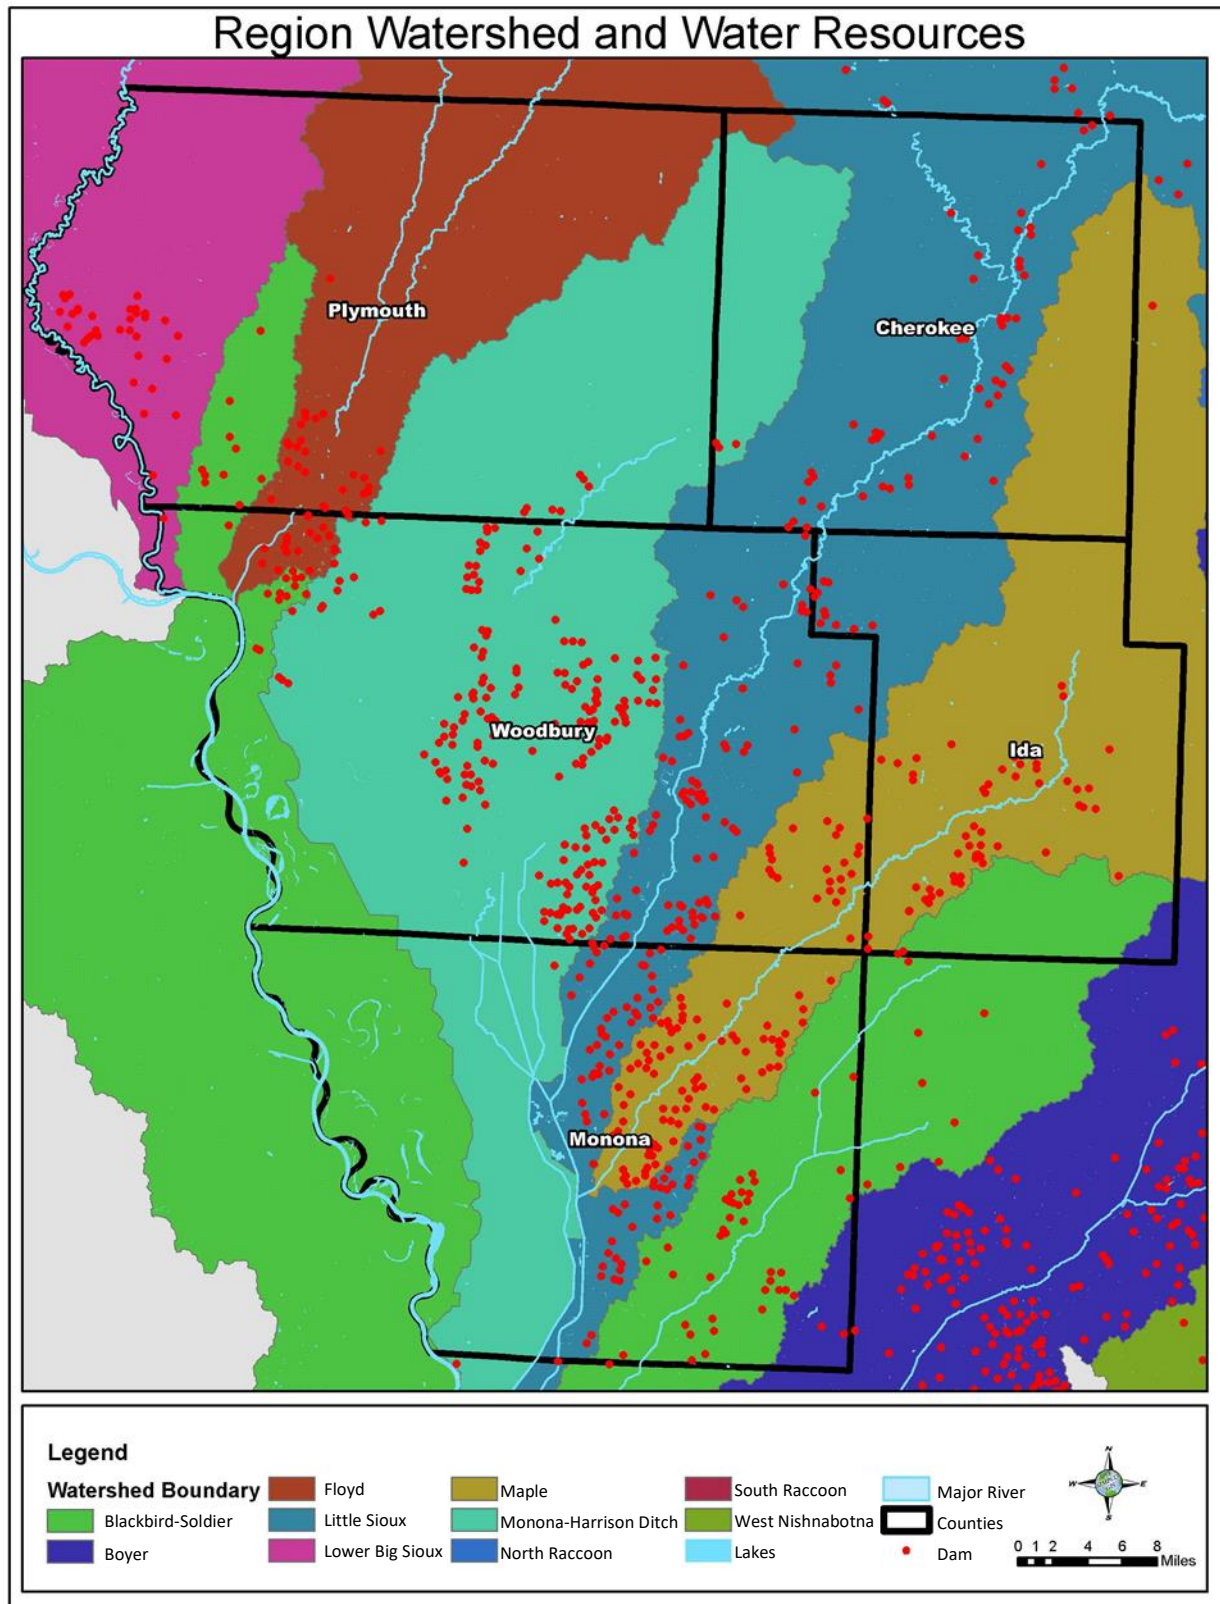 Region Watershed and Water Resources
Plymouth
Cherokee
Woodbury
Ida
Monona
Legend
Watershed Boundary
Blackbird-Soldier
Boyer
Floyd
Little Sioux
Lower Big Sioux
Maple
Monona-Harrison Ditch
North Raccoon
South Raccoon
West Nishnabotna
Lakes
Major River
Counties
Dam
N
W E
S
0 1 2 4 6 8
Miles